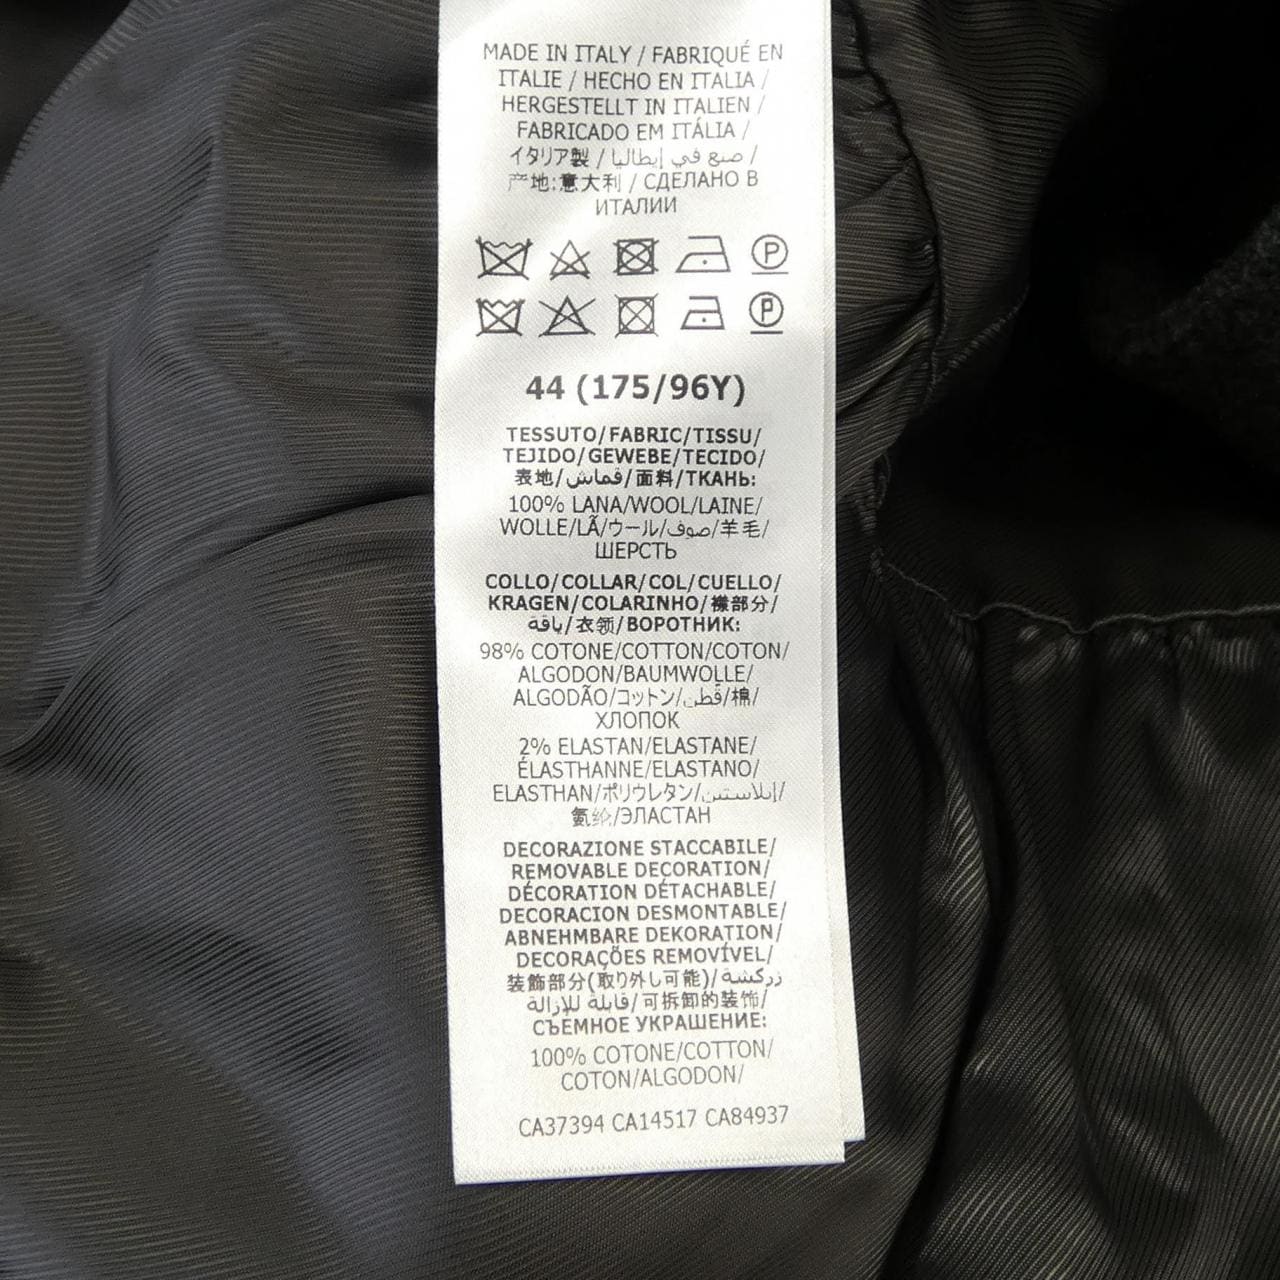 MADE IN ITALY / FABRIQUÉ EN
ITALIE / HECHO EN ITALIA /
HERGESTELLT IN ITALIEN /
FABRICADO EM ITÁLIA /
イタリア製 / صنع في إيطاليا /
产地:意大利 / СДЕЛАНО В
ИТАЛИИ
P
P
44 (175/96Y)
TESSUTO/FABRIC/TISSU/
TEJIDO/GEWEBE/TECIDO/
表地/قماش/面料/ТКАНЬ:
100% LANA/WOOL/LAINE/
WOLLE/LÃ/ウール/صوف/羊毛/
ШЕРСТЬ
COLLO/COLLAR/COL/CUELLO/
KRAGEN/COLARINHO/襟部分/
ياقة/衣领/ВОРОТНИК:
98% COTONE/COTTON/COTON/
ALGODON/BAUMWOLLE/
ALGODÃO/コットン/قطن/棉/
ХЛОПОК
2% ELASTAN/ELASTANE/
ÉLASTHANNE/ELASTANO/
ELASTHAN/ポリウレタン/إيلاستين/
氨纶/ЭЛАСТАН
DECORAZIONE STACCABILE/
REMOVABLE DECORATION/
DÉCORATION DÉTACHABLE/
DECORACION DESMONTABLE/
ABNEHMBARE DEKORATION/
DECORAÇÕES REMOVÍVEL/
装飾部分(取り外し可能)/زركشة
قابلة للإزالة/可拆卸的装饰/
СЪЕМНОЕ УКРАШЕНИЕ:
100% COTONE/COTTON/
COTON/ALGODON/
CA37394 CA14517 CA84937